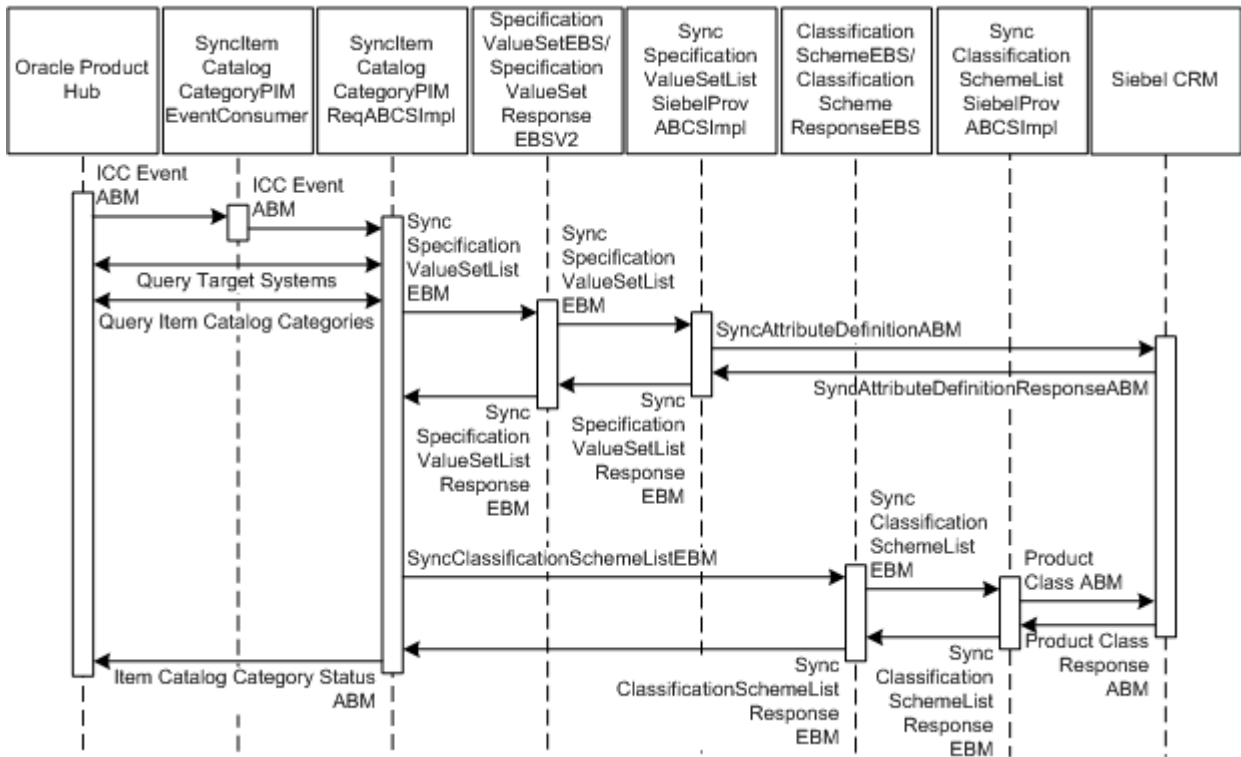 Oracle Product
Hub
SyncItem
Catalog
CategoryPIM
EventConsumer
SyncItem
Catalog
CategoryPIM
ReqABCSImpl
Specification
ValueSetEBS/
Specification
ValueSet
Response
EBSV2
Sync
Specification
ValueSetList
SiebelProv
ABCSImpl
Classification
SchemeEBS/
Classification
Scheme
ResponseEBS
Sync
Classification
SchemeList
SiebelProv
ABCSImpl
Siebel CRM
ICC Event
ABM
ICC Event
ABM
Query Target Systems
Query Item Catalog Categories
Sync
Specification
ValueSetList
EBM
Sync
Specification
ValueSetList
EBM
SyncAttributeDefinitionABM
SyncAttributeDefinitionResponseABM
Sync
Specification
ValueSetList
Response
EBM
Sync
Specification
ValueSetList
Response
EBM
SyncClassificationSchemeListEBM
Sync
Classification
SchemeList
EBM
Product
Class ABM
Product Class
Response
ABM
Sync
Classification
SchemeList
Response
EBM
Sync
ClassificationSchemeList
Response
EBM
Item Catalog Category Status
ABM